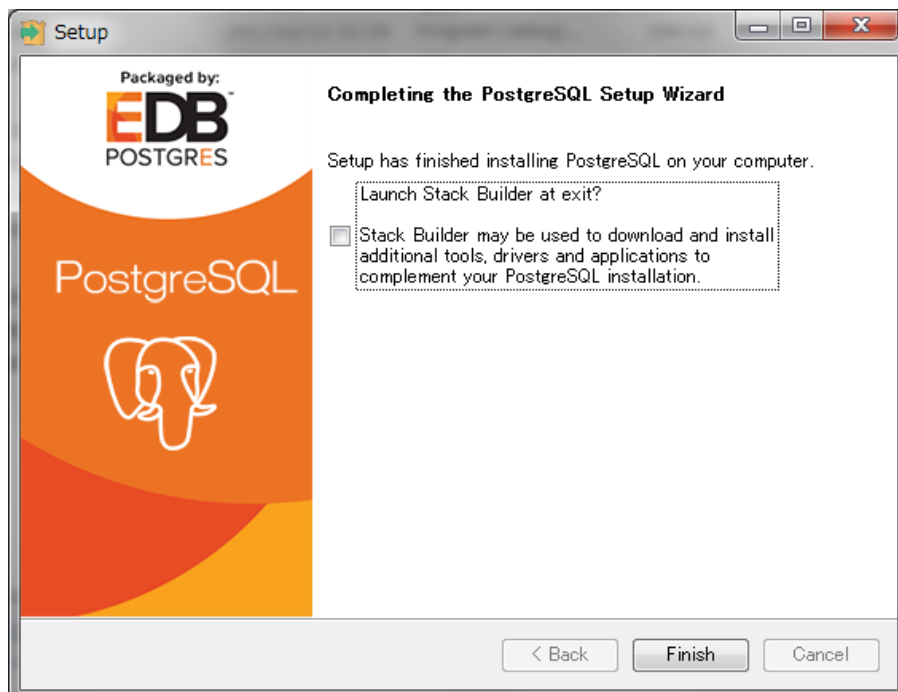 Setup
Packaged by:
EDB
POSTGRES
PostgreSQL
Completing the PostgreSQL Setup Wizard
Setup has finished installing PostgreSQL on your computer.
Launch Stack Builder at exit?
Stack Builder may be used to download and install
additional tools, drivers and applications to
complement your PostgreSQL installation.
< Back
Finish
Cancel